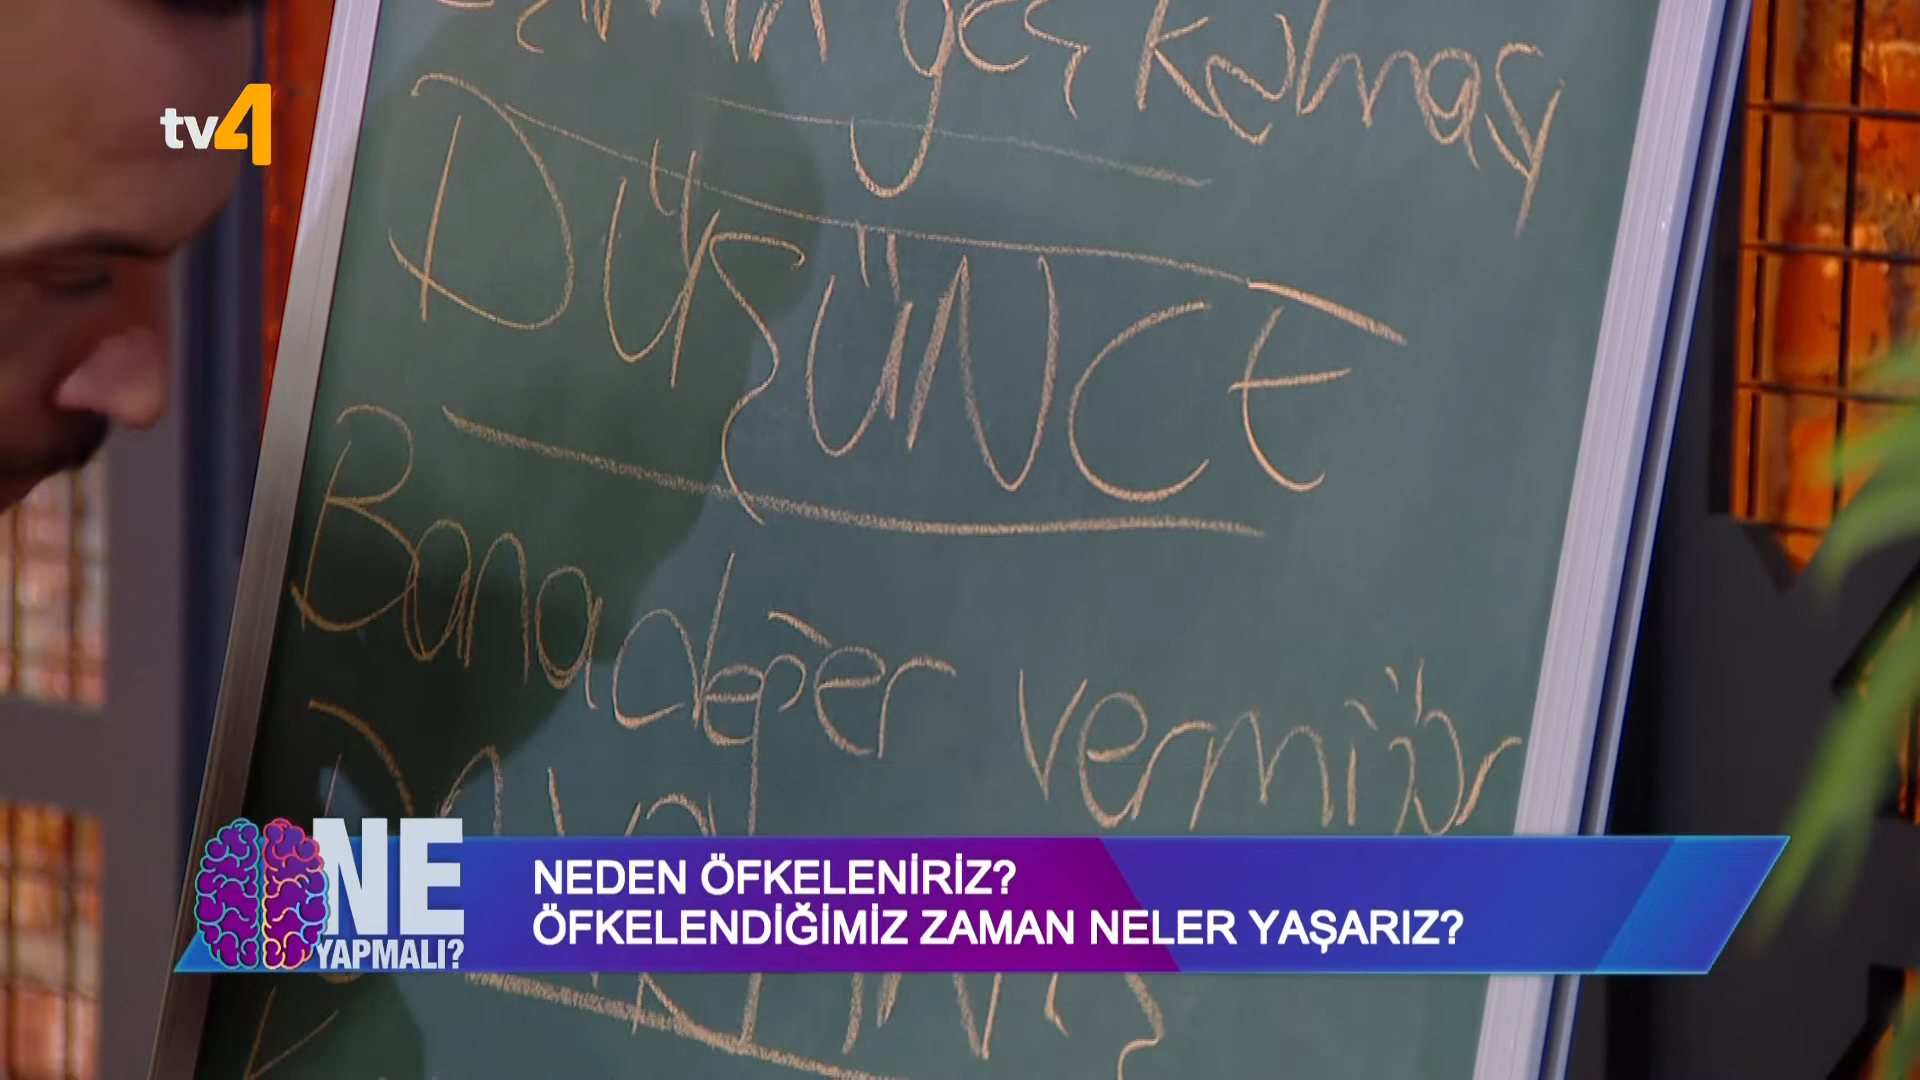 geç kalması
tv4
DÜŞÜNCE
Bana değer vermiyor
NE
YAPMALI?
NEDEN ÖFKELENİRİZ?
ÖFKELENDİĞİMİZ ZAMAN NELER YAŞARIZ?